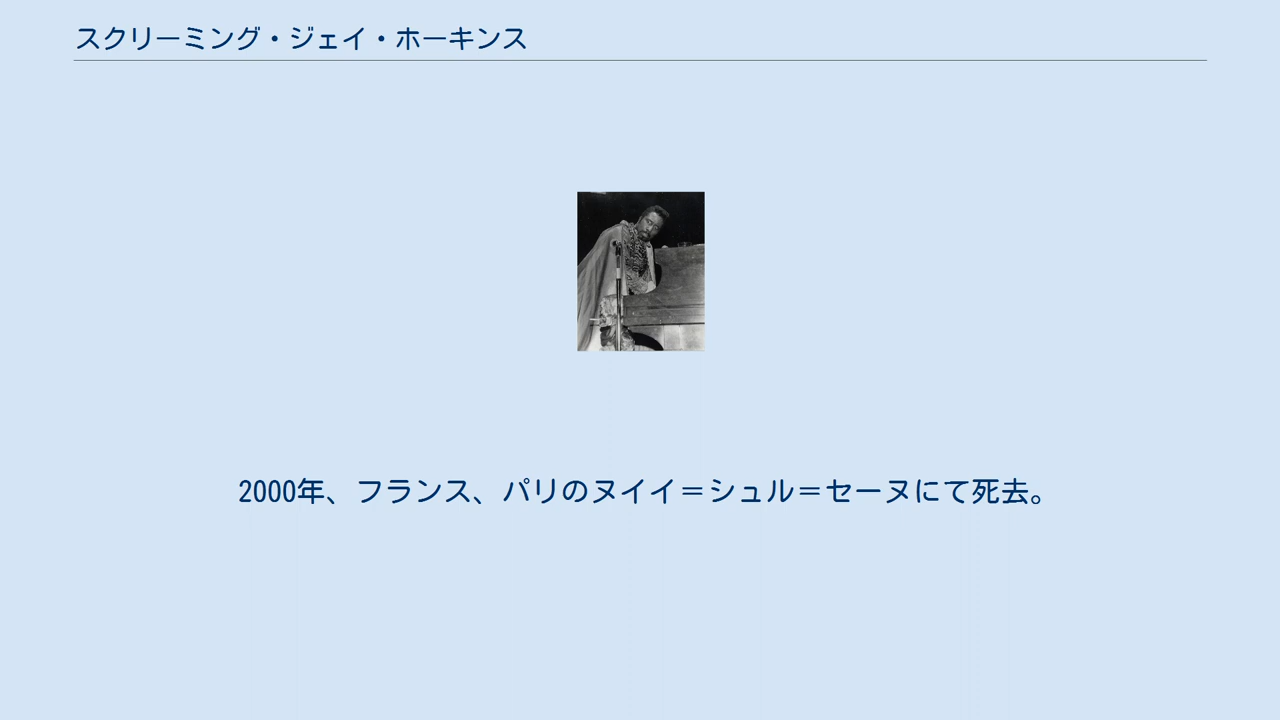 スクリーミング・ジェイ・ホーキンス
2000年、フランス、パリのヌイイ＝シュル＝セーヌにて死去。